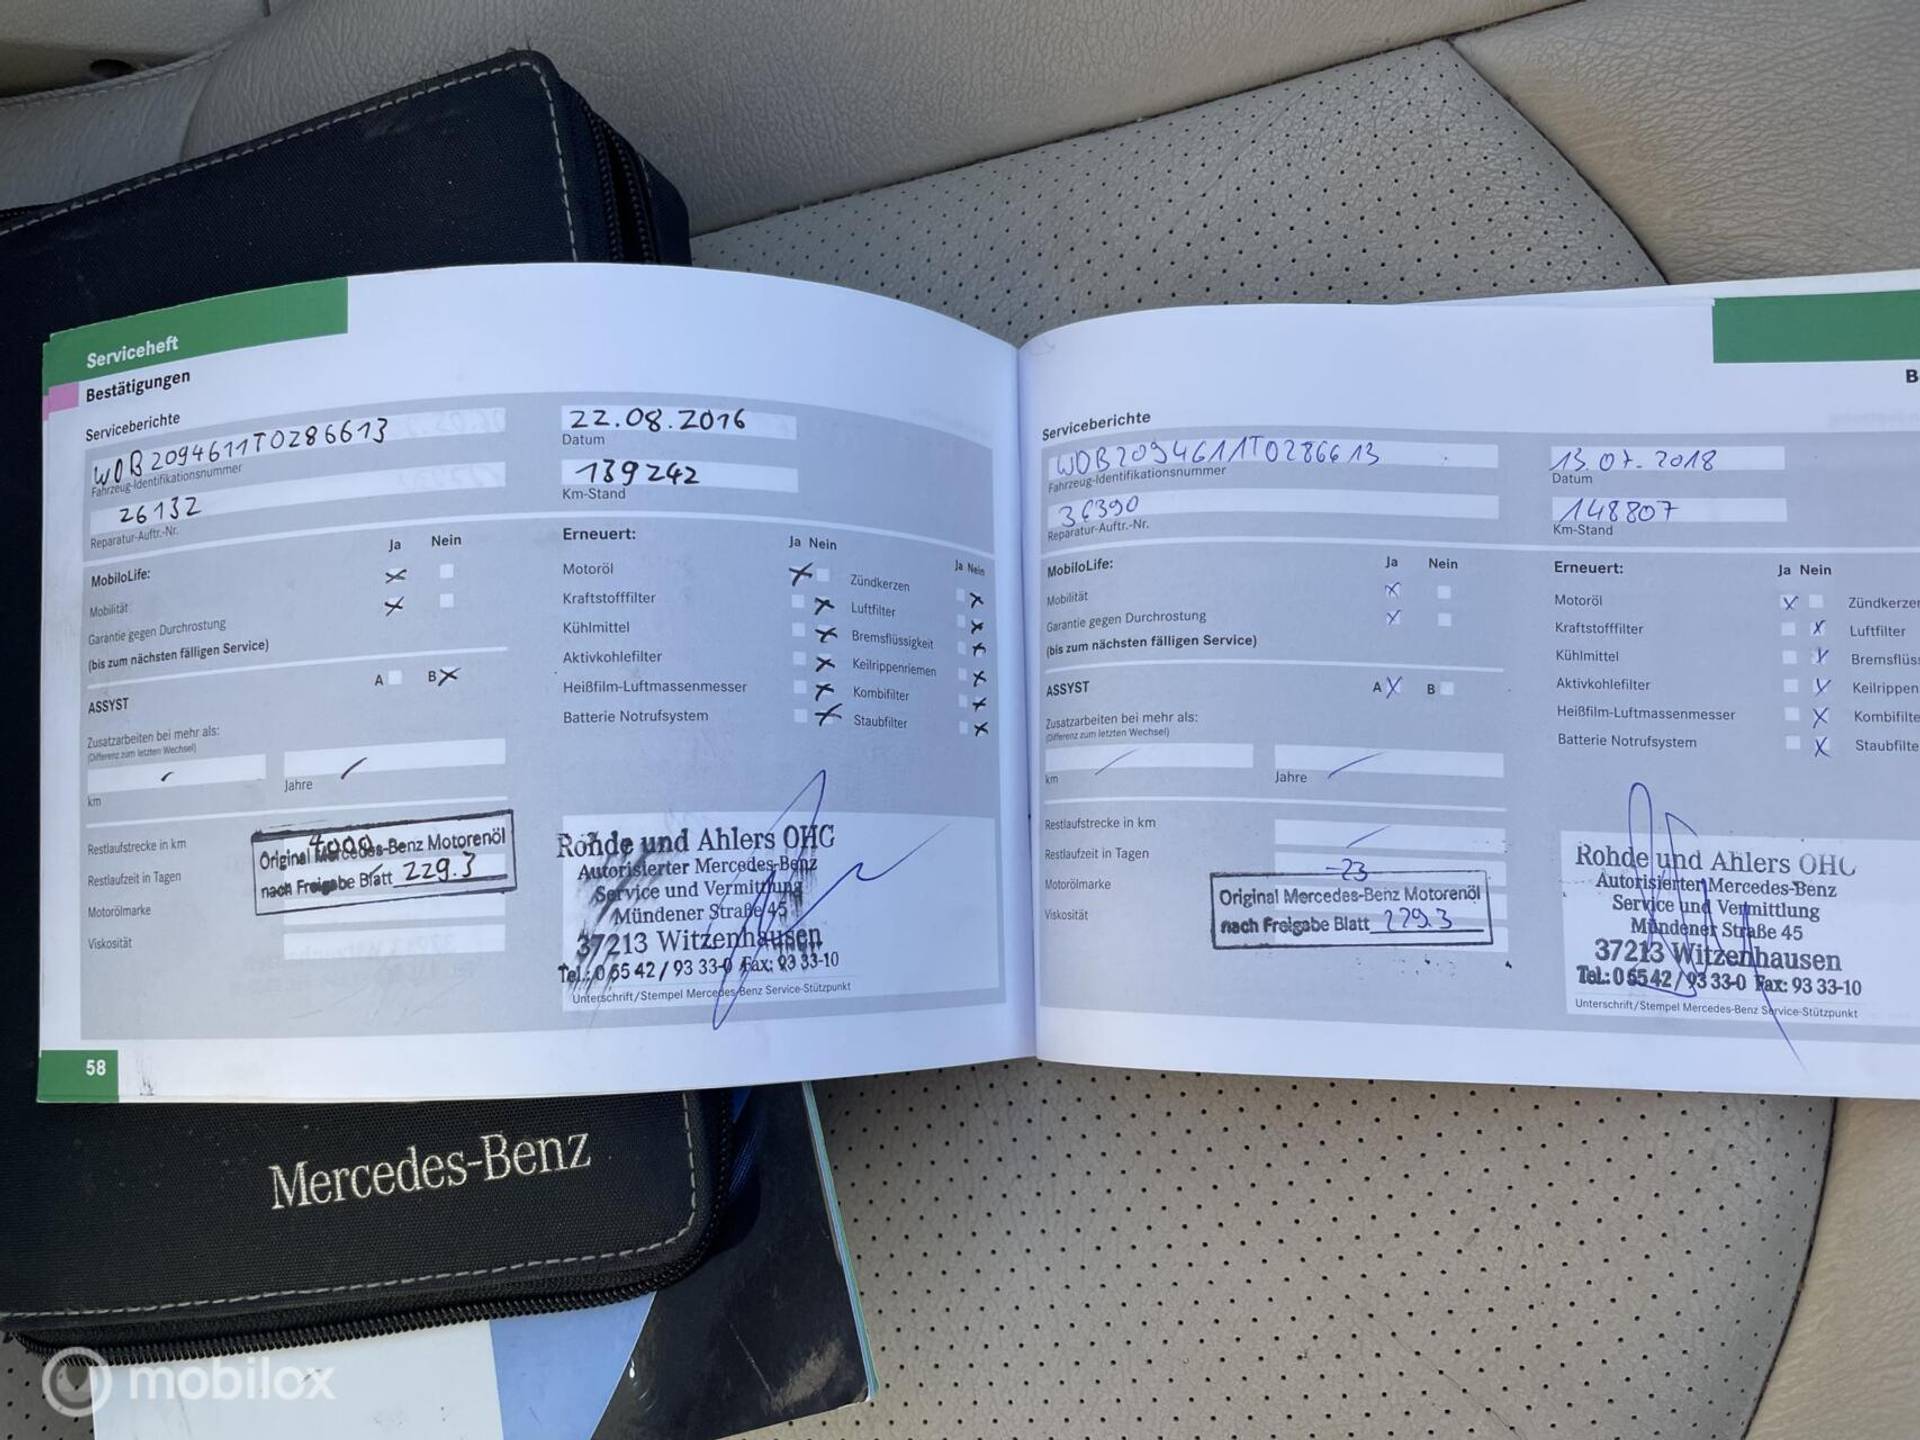 Serviceheft
Bestätigungen
Serviceberichte
WDB2094611T0286613
Fahrzeug-Identifikationsnummer
26132
Reparatur-Auftr.-Nr.
22.08.2016
Datum
139242
Km-Stand
Ja Nein
MobiloLife:
Mobilität
Garantie gegen Durchrostung
(bis zum nächsten fälligen Service)
ASSYST
A B
Zusatzarbeiten bei mehr als:
(Differenz zum letzten Wechsel)
km
Jahre
Restlaufstrecke in km
4000
Restlaufzeit in Tagen
Motorölmarke
Viskosität
Original Mercedes-Benz Motorenöl
nach Freigabe Blatt 229.3
Erneuert:
Ja Nein
Motoröl
Kraftstofffilter
Kühlmittel
Aktivkohlefilter
Heißfilm-Luftmassenmesser
Batterie Notrufsystem
Ja Nein
Zündkerzen
Luftfilter
Bremsflüssigkeit
Keilrippenriemen
Kombifilter
Staubfilter
Rohde und Ahlers OHG
Autorisierter Mercedes-Benz
Service und Vermittlung
Mündener Straße 45
37213 Witzenhausen
Tel.: 0 55 42 / 93 33-0 Fax: 93 33-10
Unterschrift/Stempel Mercedes-Benz Service-Stützpunkt
58
B
Serviceberichte
WDB2094611T0286613
Fahrzeug-Identifikationsnummer
36390
Reparatur-Auftr.-Nr.
13.07.2018
Datum
148807
Km-Stand
Ja Nein
MobiloLife:
Mobilität
Garantie gegen Durchrostung
(bis zum nächsten fälligen Service)
ASSYST
A B
Zusatzarbeiten bei mehr als:
(Differenz zum letzten Wechsel)
km
Jahre
Restlaufstrecke in km
Restlaufzeit in Tagen
-23
Motorölmarke
Viskosität
Original Mercedes-Benz Motorenöl
nach Freigabe Blatt 229.3
Erneuert:
Ja Nein
Motoröl
Kraftstofffilter
Kühlmittel
Aktivkohlefilter
Heißfilm-Luftmassenmesser
Batterie Notrufsystem
Zündkerzen
Luftfilter
Bremsflüss
Keilrippen
Kombifilte
Staubfilte
Rohde und Ahlers OHG
Autorisierter Mercedes-Benz
Service und Vermittlung
Mündener Straße 45
37213 Witzenhausen
Tel.: 0 55 42 / 93 33-0 Fax: 93 33-10
Unterschrift/Stempel Mercedes-Benz Service-Stützpunkt
Mercedes-Benz
mobilox